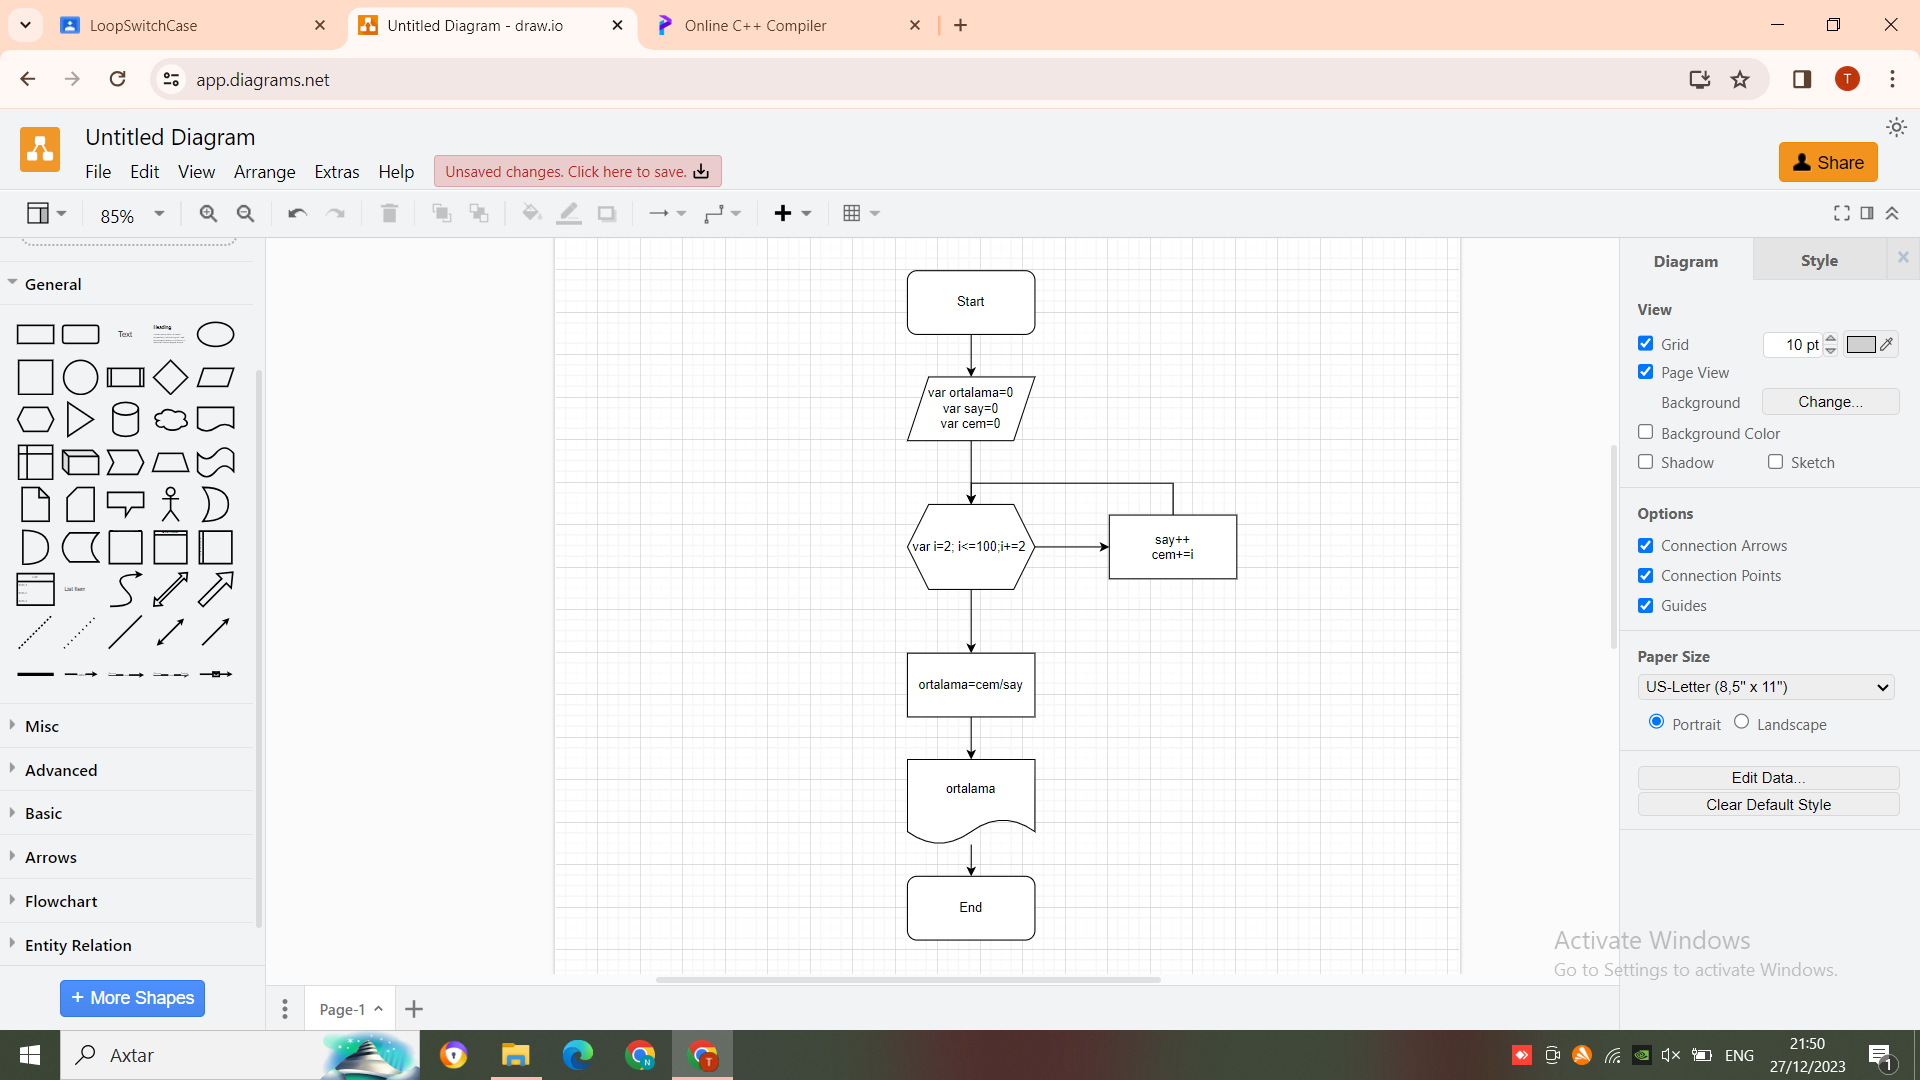 LoopSwitchCase
Untitled Diagram - draw.io
Online C++ Compiler
app.diagrams.net
T
Untitled Diagram
File Edit View Arrange Extras Help
Unsaved changes. Click here to save.
Share
85%
General
Text
Heading
List Item
Misc
Advanced
Basic
Arrows
Flowchart
Entity Relation
+ More Shapes
Start
var ortalama=0
var say=0
var cem=0
var i=2; i<=100;i+=2
say++
cem+=i
ortalama=cem/say
ortalama
End
Page-1
Diagram
Style
View
Grid
10 pt
Page View
Background
Change...
Background Color
Shadow
Sketch
Options
Connection Arrows
Connection Points
Guides
Paper Size
US-Letter (8,5" x 11")
Portrait
Landscape
Edit Data...
Clear Default Style
Activate Windows
Go to Settings to activate Windows.
Axtar
N
T
ENG
21:50
27/12/2023
1